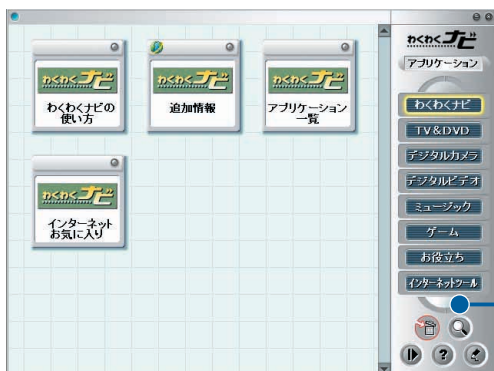 わくわくナビ
わくわくナビの
使い方
わくわくナビ
追加情報
わくわくナビ
アプリケーション
一覧
わくわくナビ
インターネット
お気に入り
わくわくナビ
アプリケーション
わくわくナビ
TV&DVD
デジタルカメラ
デジタルビデオ
ミュージック
ゲーム
お役立ち
インターネットツール
?